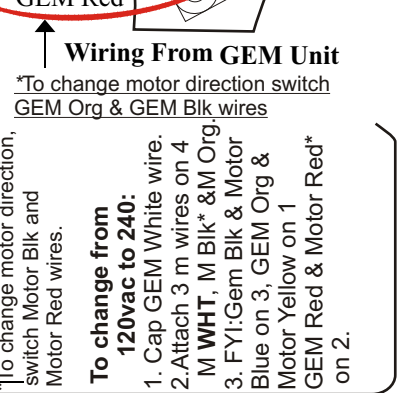 GEM Red
Wiring From GEM Unit
*To change motor direction switch
GEM Org & GEM Blk wires
*To change motor direction,
switch Motor Blk and
Motor Red wires.
To change from
120vac to 240:
1. Cap GEM White wire.
2.Attach 3 m wires on 4
M WHT, M Blk* &M Org.
3. FYI:Gem Blk & Motor
Blue on 3, GEM Org &
Motor Yellow on 1
GEM Red & Motor Red*
on 2.